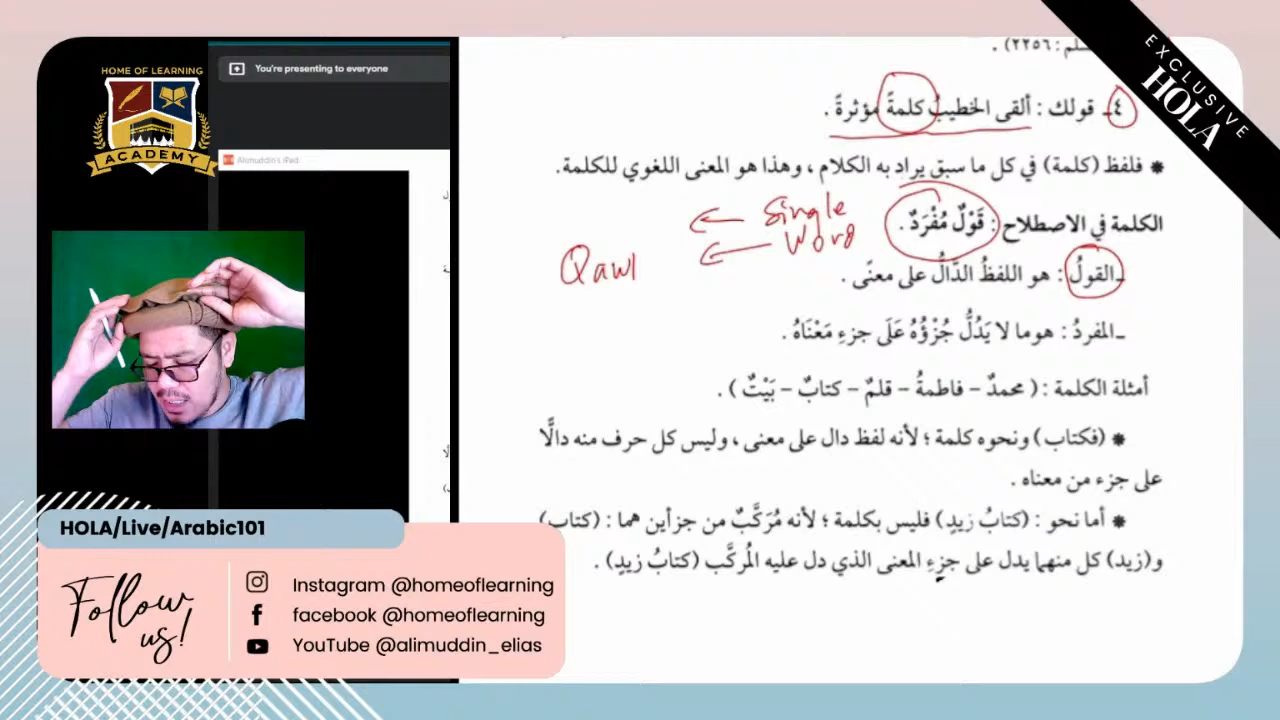 HOME OF LEARNING
ACADEMY
You're presenting to everyone
Alimuddin's iPad
EXCLUSIVE
HOLA
٢٢٥٦) .
٤ـ قولك : ألقى الخطيبُ كلمةً مؤثرةً .
* فلفظ (كلمة) في كل ما سبق يراد به الكلام ، وهذا هو المعنى اللغوي للكلمة.
الكلمة في الاصطلاح : قَوْلٌ مُفْرَدٌ .
← Single
← Word
Qawl
ـ القولُ : هو اللفظُ الدَّالُّ على معنًى .
ـ المفردُ : هوما لا يَدُلُّ جُزْؤُهُ عَلَى جزءِ مَعْنَاهُ .
أمثلة الكلمة : ( محمدٌ – فاطمةُ – قلمٌ – كتابٌ – بَيْتٌ ) .
* (فكتاب) ونحوه كلمة ؛ لأنه لفظ دال على معنى ، وليس كل حرف منه دالًّا
على جزء من معناه .
* أما نحو : (كتابُ زيدٍ) فليس بكلمة ؛ لأنه مُرَكَّبٌ من جزأين هما : (كتاب)
و(زيد) كل منهما يدل على جزءِ المعنى الذي دل عليه المُركَّب (كتابُ زيدٍ) .
HOLA/Live/Arabic101
Follow us!
Instagram @homeoflearning
facebook @homeoflearning
YouTube @alimuddin_elias